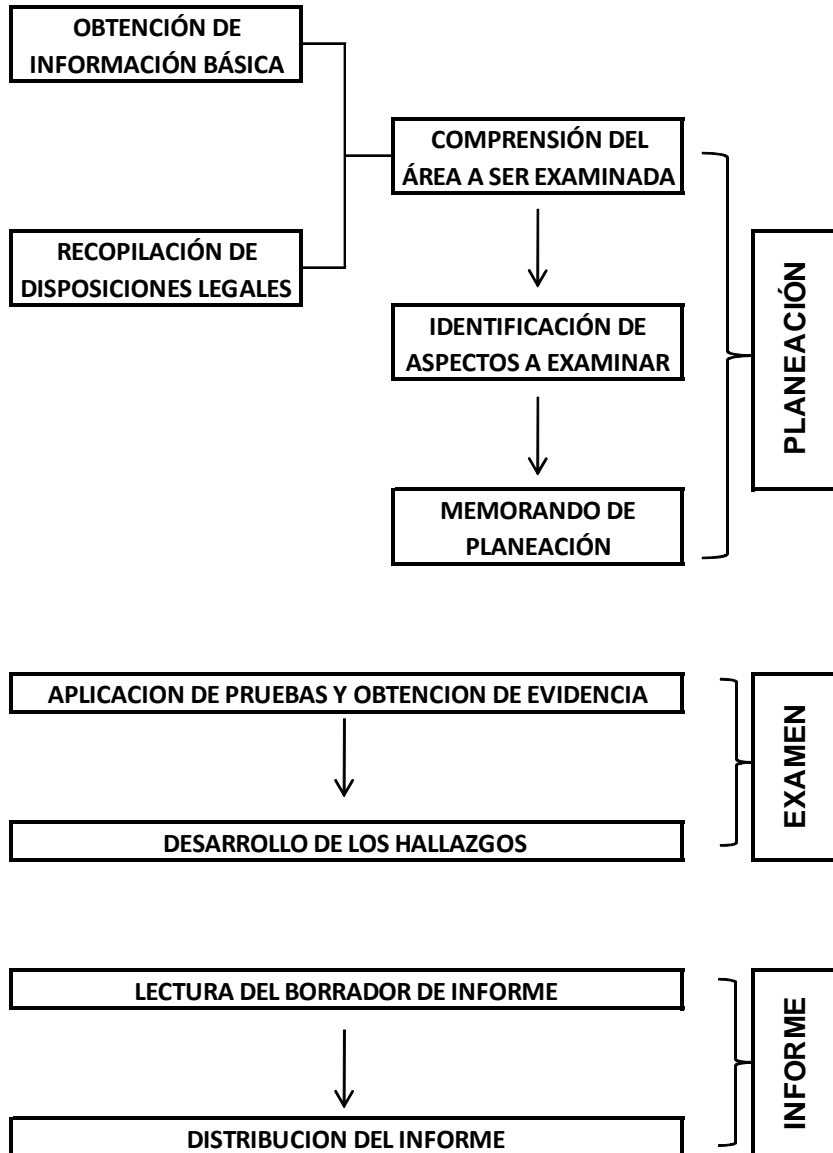 OBTENCIÓN DE
INFORMACIÓN BÁSICA
COMPRENSIÓN DEL
ÁREA A SER EXAMINADA
RECOPILACIÓN DE
DISPOSICIONES LEGALES
IDENTIFICACIÓN DE
ASPECTOS A EXAMINAR
MEMORANDO DE
PLANEACIÓN
PLANEACIÓN
APLICACION DE PRUEBAS Y OBTENCION DE EVIDENCIA
DESARROLLO DE LOS HALLAZGOS
EXAMEN
LECTURA DEL BORRADOR DE INFORME
DISTRIBUCION DEL INFORME
INFORME